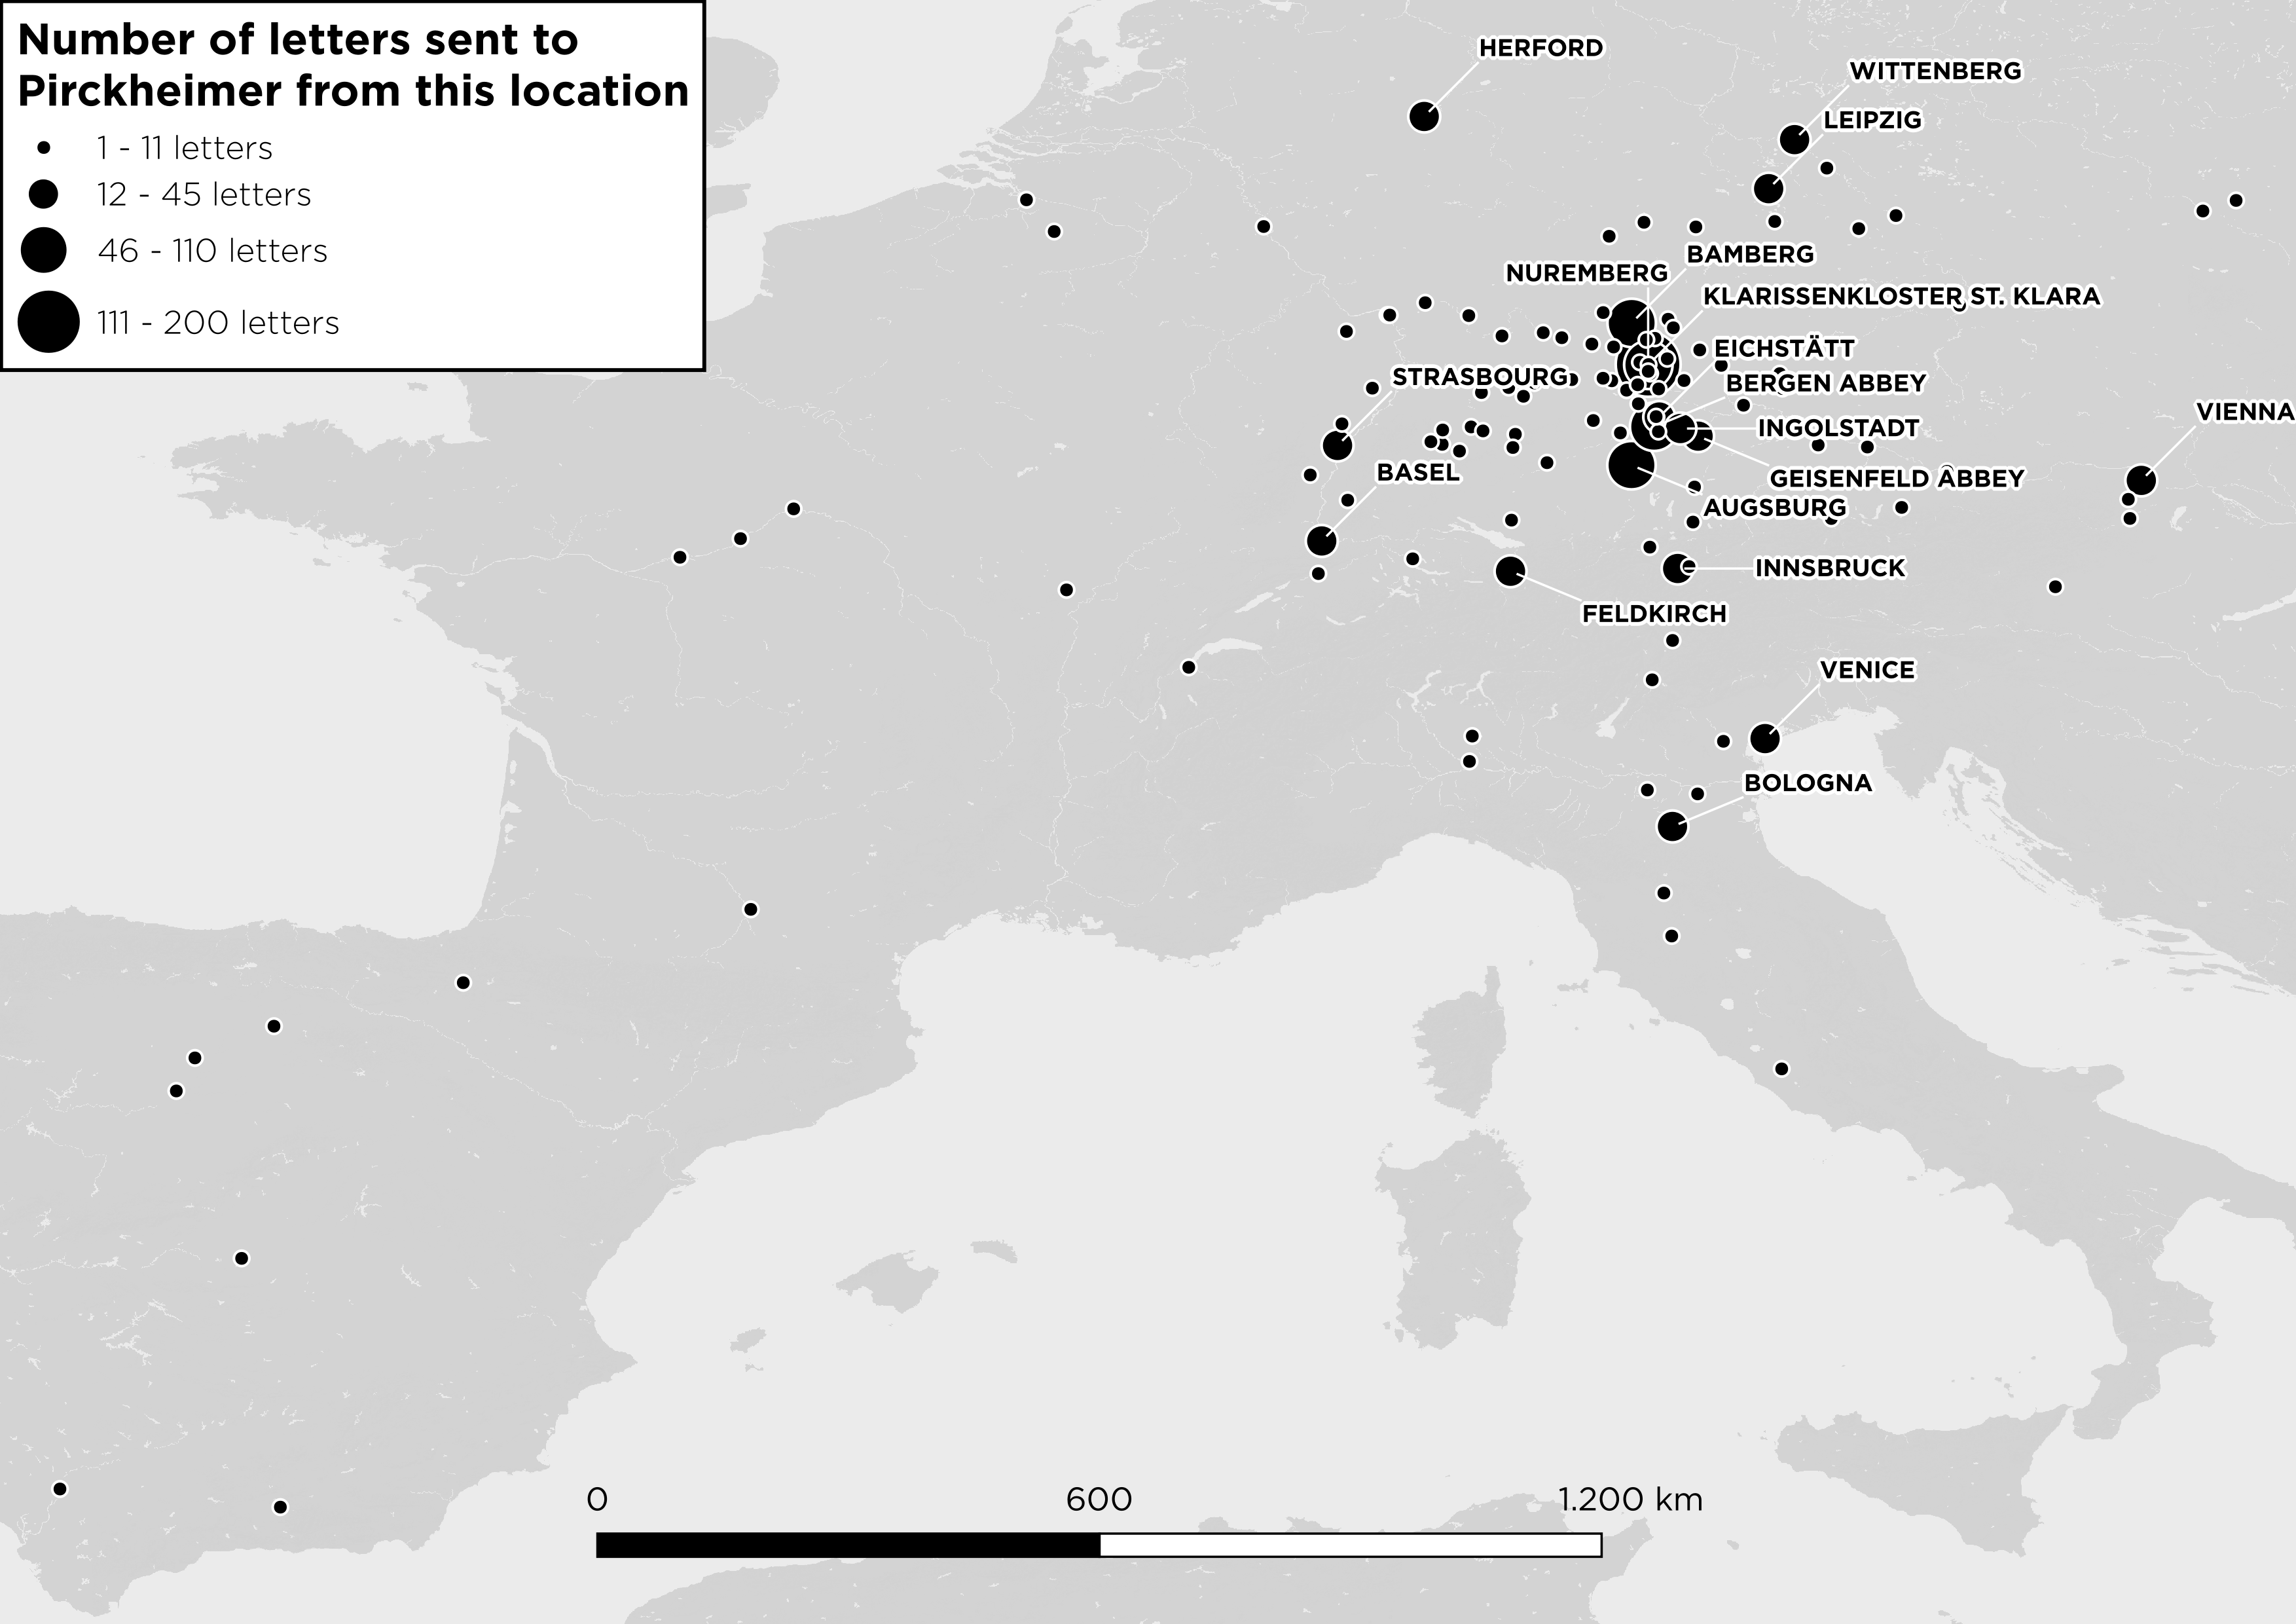 Number of letters sent to
Pirckheimer from this location
1 - 11 letters
12 - 45 letters
46 - 110 letters
111 - 200 letters
HERFORD
WITTENBERG
LEIPZIG
BAMBERG
NUREMBERG
KLARISSENKLOSTER ST. KLARA
EICHSTÄTT
STRASBOURG
BERGEN ABBEY
VIENNA
INGOLSTADT
BASEL
GEISENFELD ABBEY
AUGSBURG
INNSBRUCK
FELDKIRCH
VENICE
BOLOGNA
0 600 1.200 km